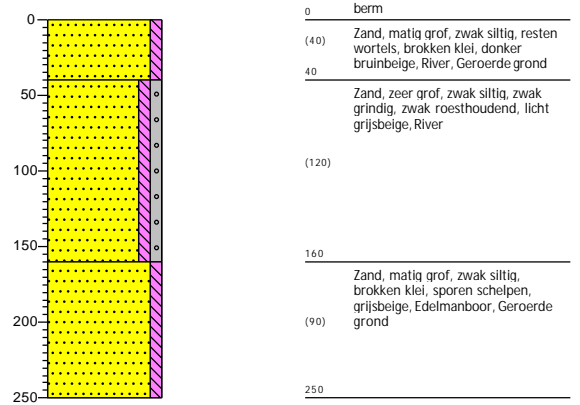 0
50
100
150
200
250
0 berm
(40) Zand, matig grof, zwak siltig, resten
wortels, brokken klei, donker
bruinbeige, River, Geroerde grond
40
Zand, zeer grof, zwak siltig, zwak
grindig, zwak roesthoudend, licht
grijsbeige, River
(120)
160
Zand, matig grof, zwak siltig,
brokken klei, sporen schelpen,
grijsbeige, Edelmanboor, Geroerde
(90) grond
250